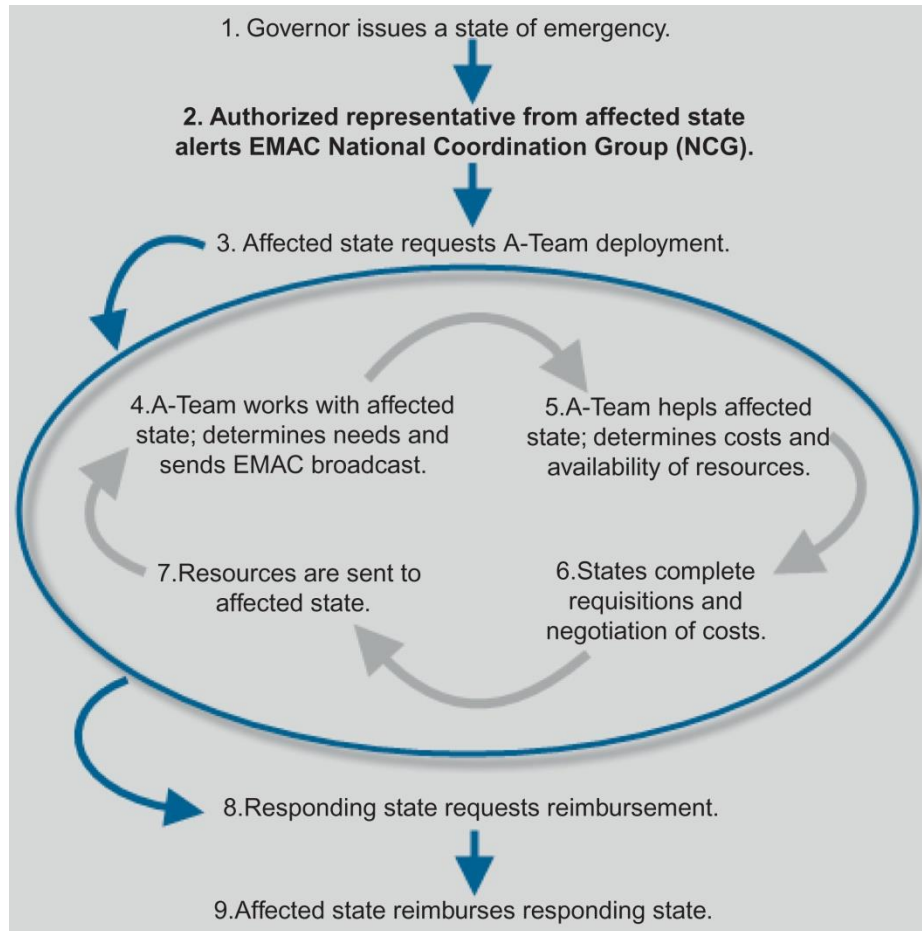 1. Governor issues a state of emergency.
2. Authorized representative from affected state
alerts EMAC National Coordination Group (NCG).
3. Affected state requests A-Team deployment.
4.A-Team works with affected
state; determines needs and
sends EMAC broadcast.
5.A-Team hepls affected
state; determines costs and
availability of resources.
6.States complete
requisitions and
negotiation of costs.
7.Resources are sent to
affected state.
8.Responding state requests reimbursement.
9.Affected state reimburses responding state.